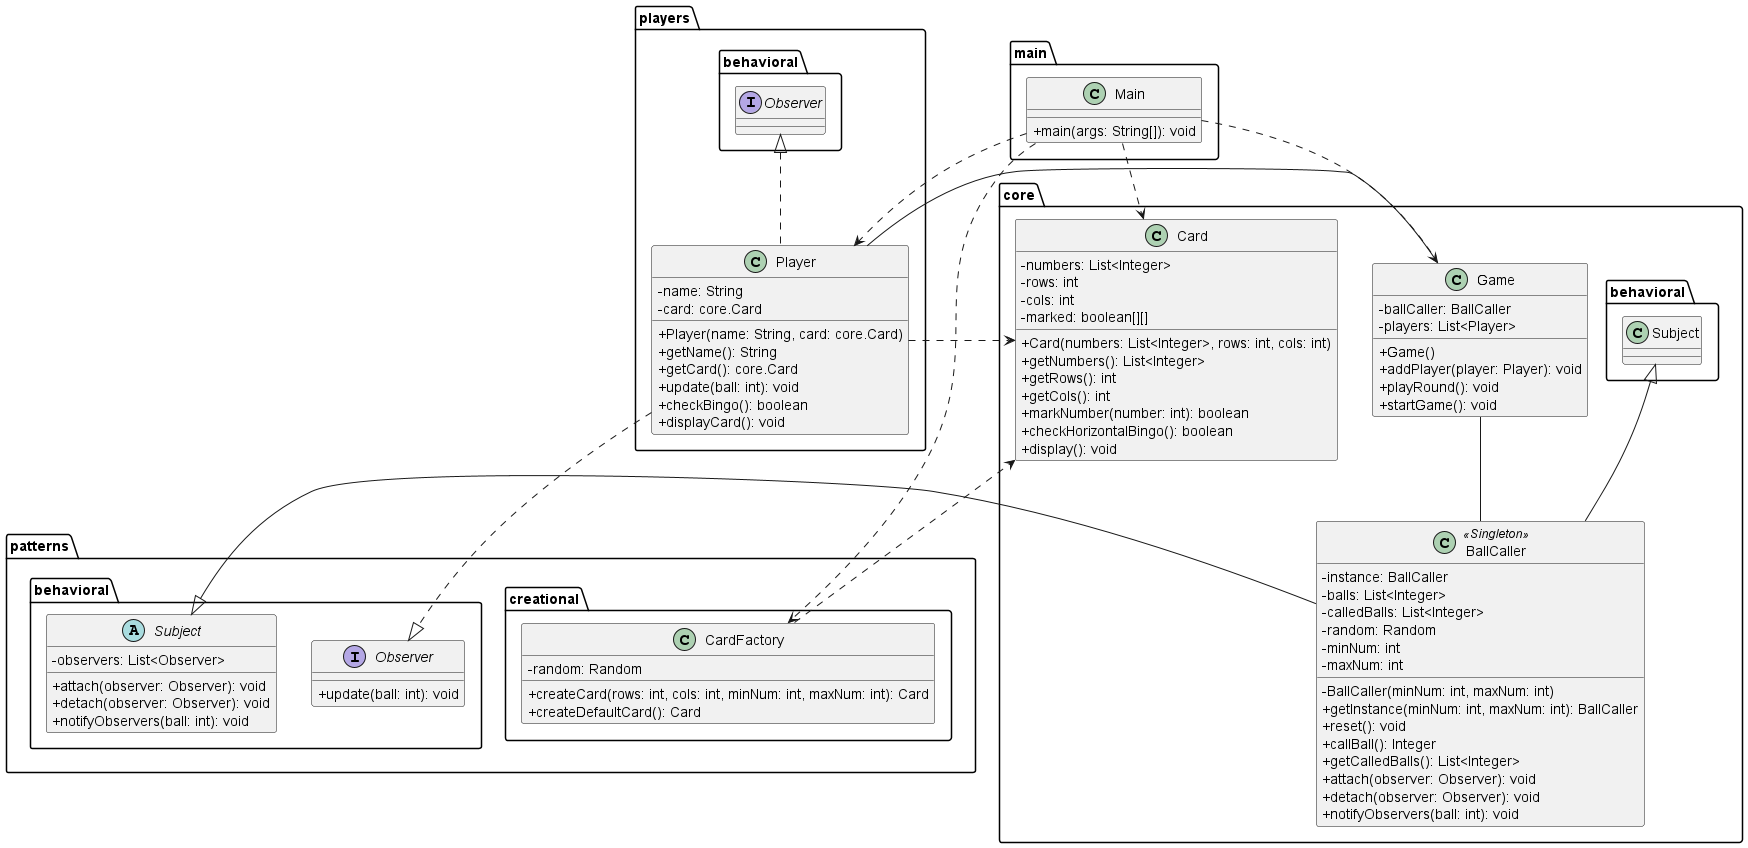 players
behavioral
I Observer
C Player
-name: String
-card: core.Card
+Player(name: String, card: core.Card)
+getName(): String
+getCard(): core.Card
+update(ball: int): void
+checkBingo(): boolean
+displayCard(): void
main
C Main
+main(args: String[]): void
core
C Card
-numbers: List<Integer>
-rows: int
-cols: int
-marked: boolean[][]
+Card(numbers: List<Integer>, rows: int, cols: int)
+getNumbers(): List<Integer>
+getRows(): int
+getCols(): int
+markNumber(number: int): boolean
+checkHorizontalBingo(): boolean
+display(): void
C Game
-ballCaller: BallCaller
-players: List<Player>
+Game()
+addPlayer(player: Player): void
+playRound(): void
+startGame(): void
behavioral
C Subject
C «Singleton»
BallCaller
-instance: BallCaller
-balls: List<Integer>
-calledBalls: List<Integer>
-random: Random
-minNum: int
-maxNum: int
-BallCaller(minNum: int, maxNum: int)
+getInstance(minNum: int, maxNum: int): BallCaller
+reset(): void
+callBall(): Integer
+getCalledBalls(): List<Integer>
+attach(observer: Observer): void
+detach(observer: Observer): void
+notifyObservers(ball: int): void
patterns
behavioral
A Subject
-observers: List<Observer>
+attach(observer: Observer): void
+detach(observer: Observer): void
+notifyObservers(ball: int): void
I Observer
+update(ball: int): void
creational
C CardFactory
-random: Random
+createCard(rows: int, cols: int, minNum: int, maxNum: int): Card
+createDefaultCard(): Card